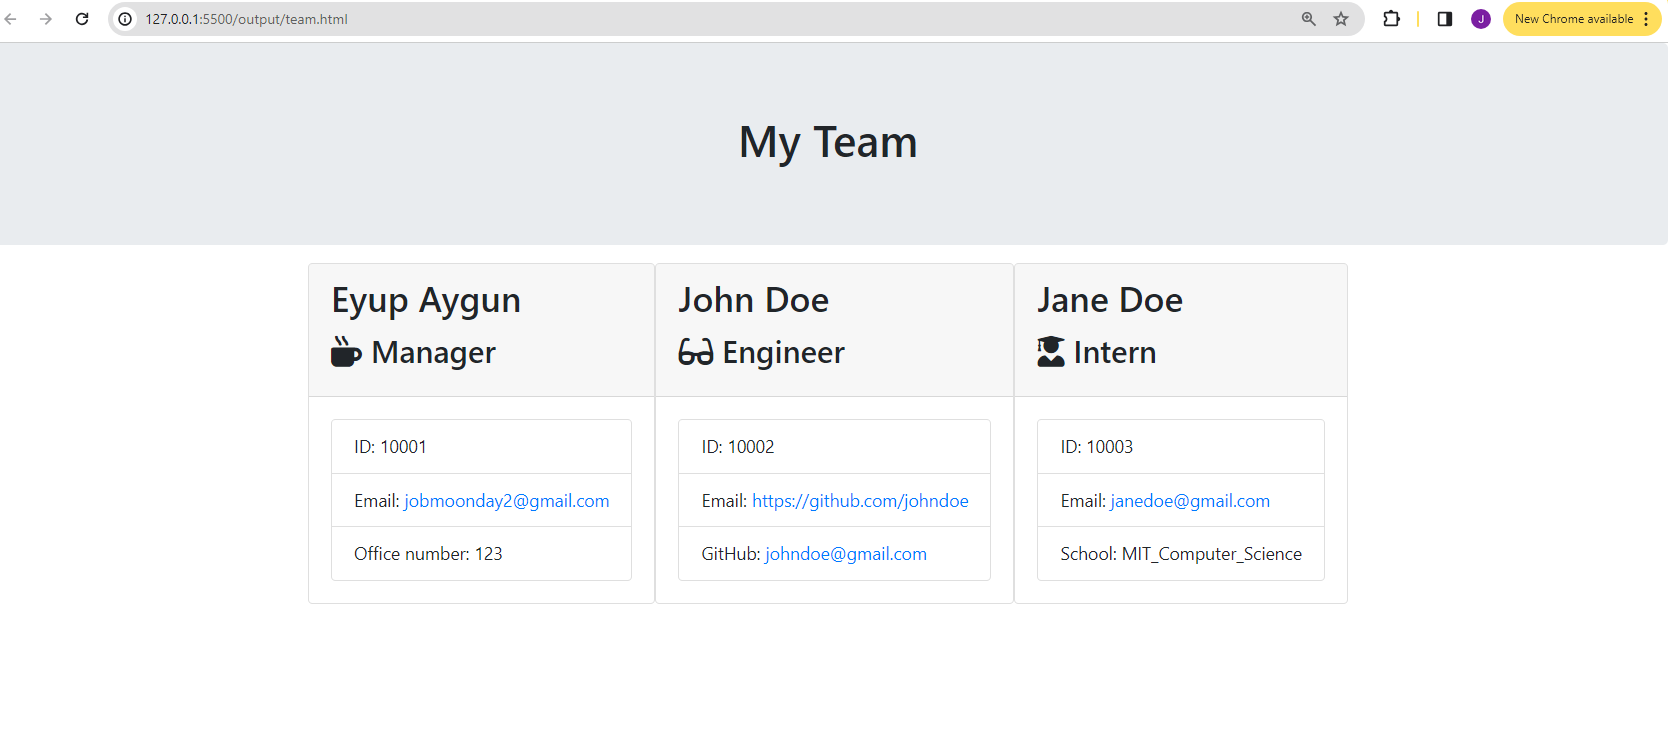 127.0.0.1:5500/output/team.html
J
New Chrome available
My Team
Eyup Aygun
Manager
ID: 10001
Email: jobmoonday2@gmail.com
Office number: 123
John Doe
Engineer
ID: 10002
Email: https://github.com/johndoe
GitHub: johndoe@gmail.com
Jane Doe
Intern
ID: 10003
Email: janedoe@gmail.com
School: MIT_Computer_Science